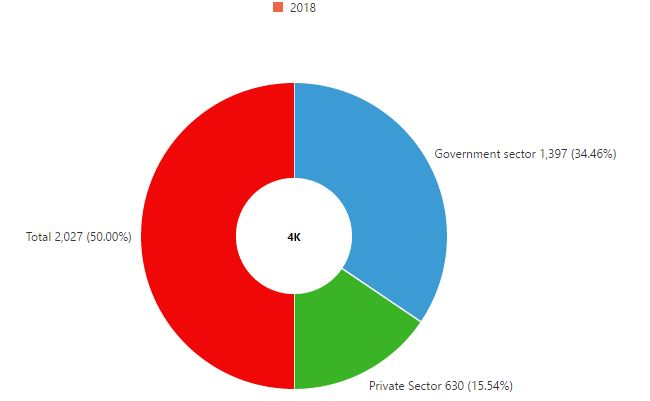 2018
Government sector 1,397 (34.46%)
Total 2,027 (50.00%)
4K
Private Sector 630 (15.54%)